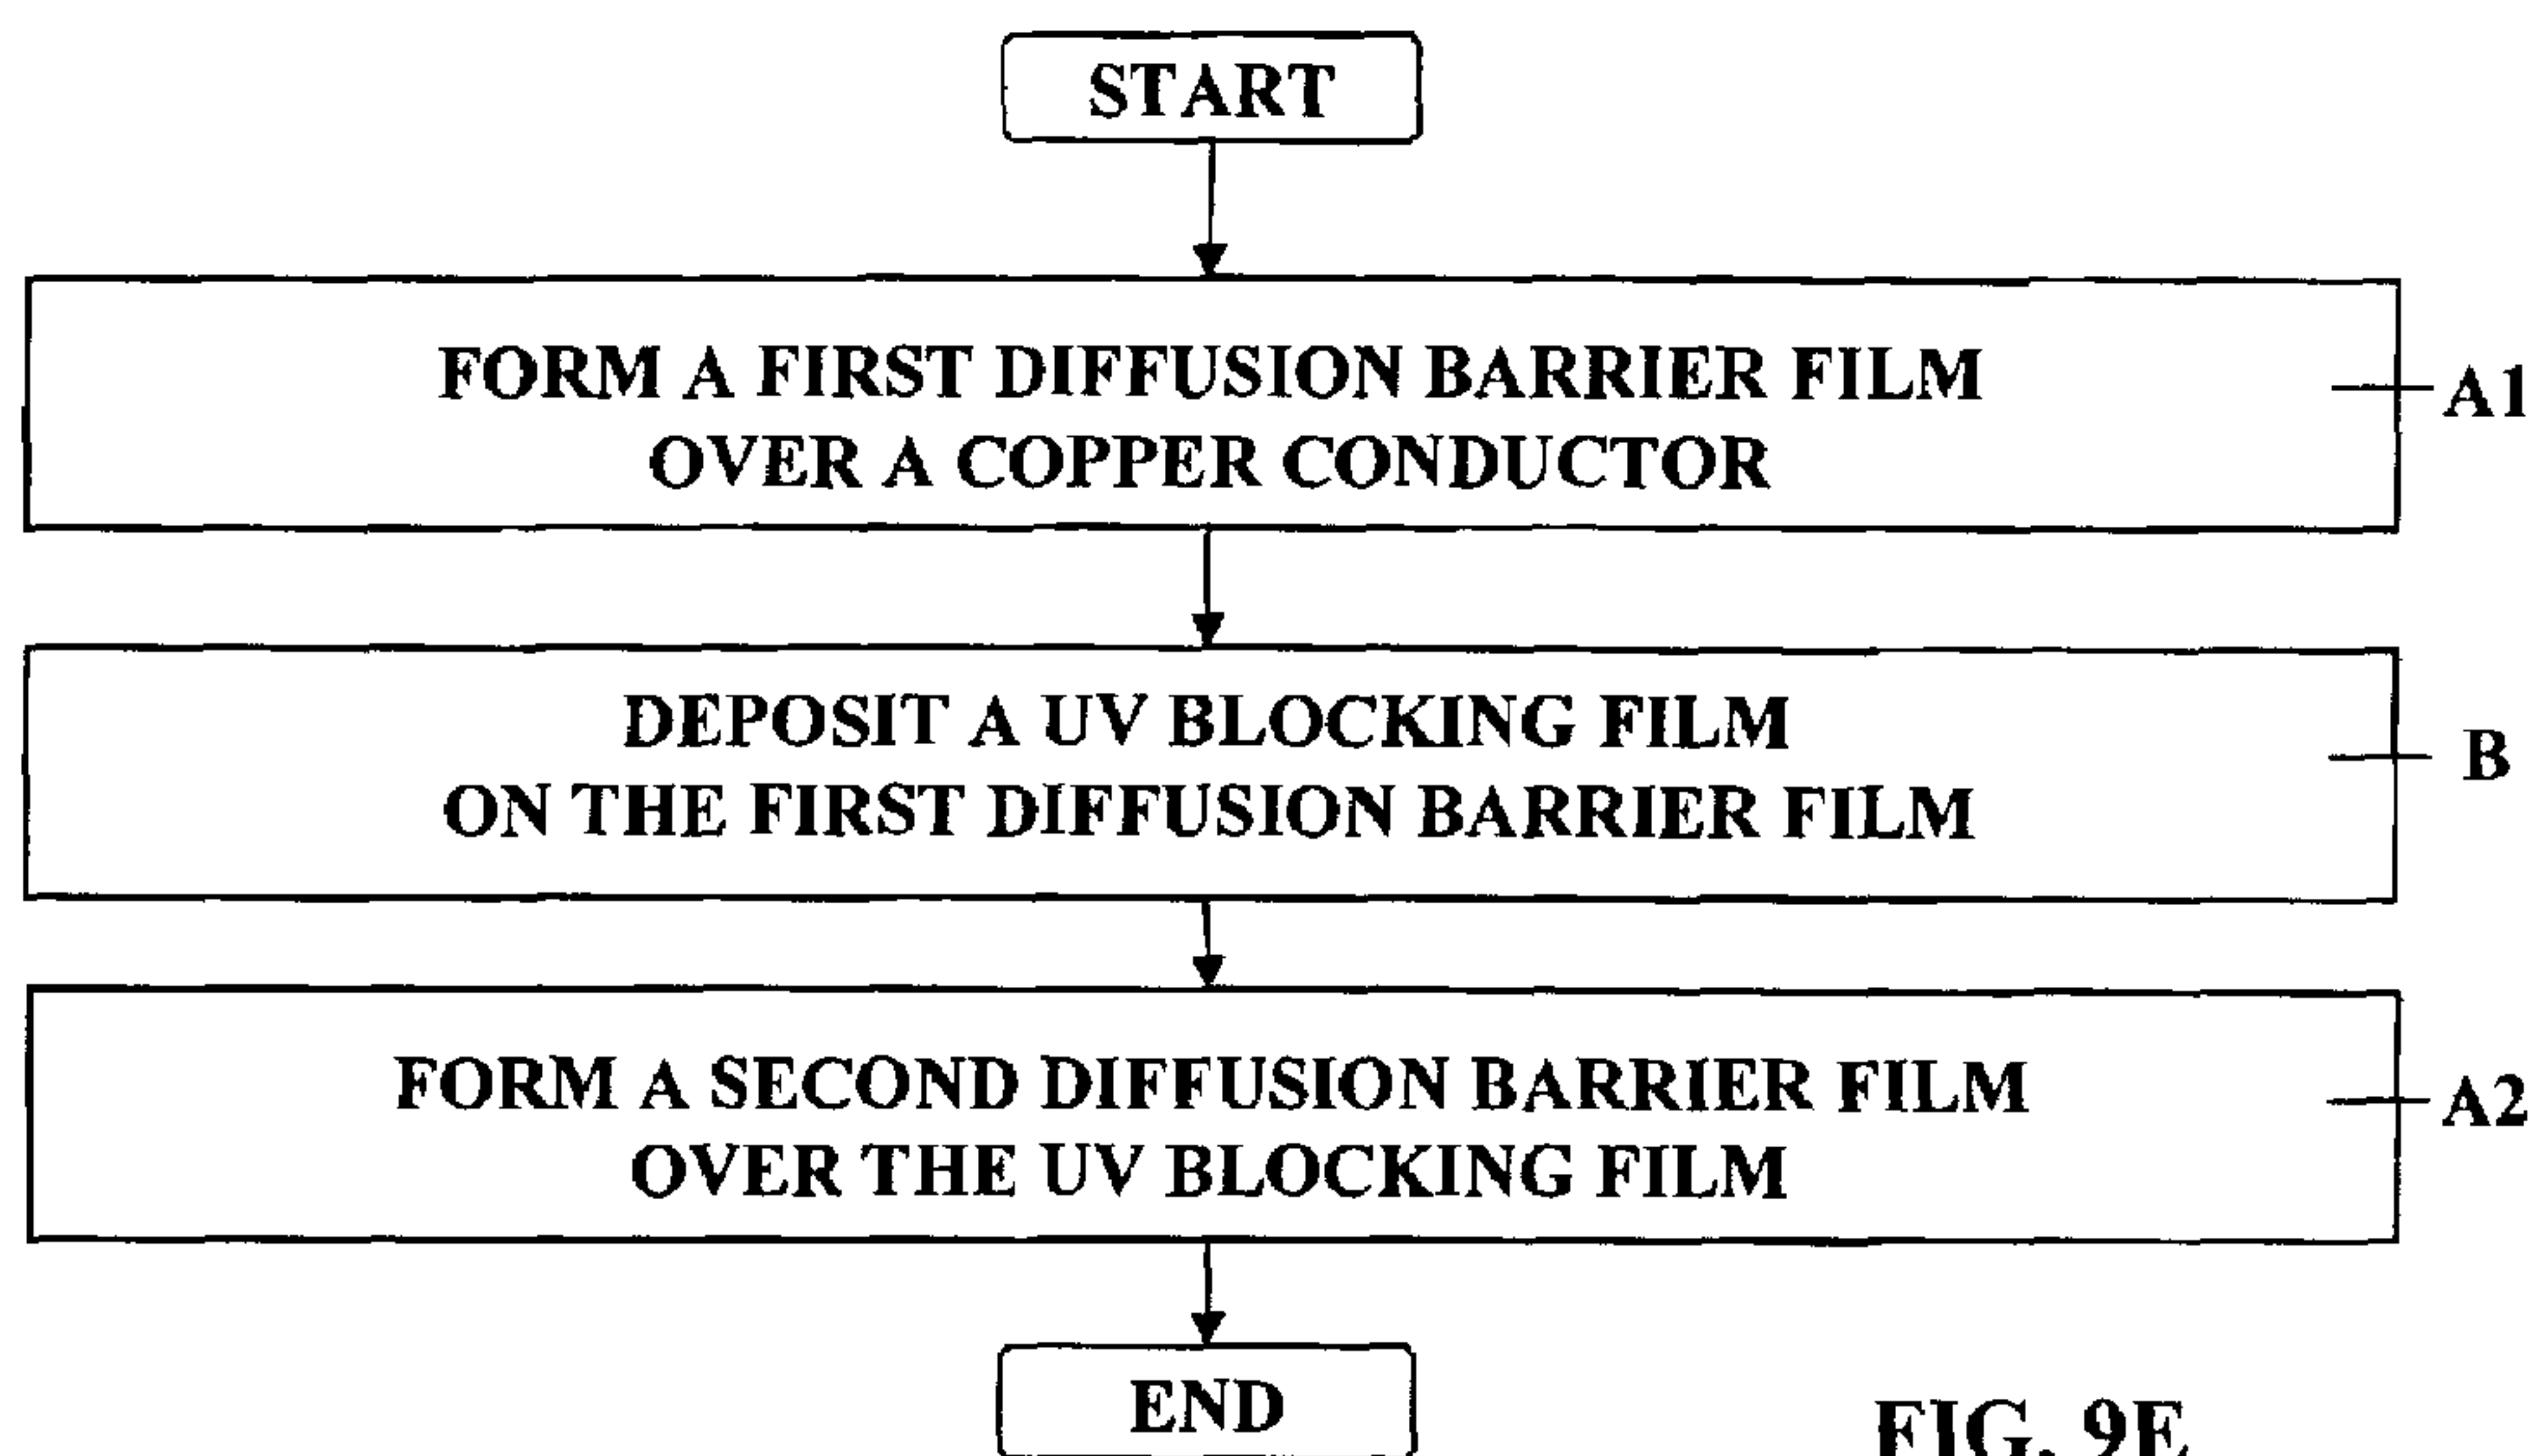 START
FORM A FIRST DIFFUSION BARRIER FILM
OVER A COPPER CONDUCTOR
A1
DEPOSIT A UV BLOCKING FILM
ON THE FIRST DIFFUSION BARRIER FILM
B
FORM A SECOND DIFFUSION BARRIER FILM
OVER THE UV BLOCKING FILM
A2
END
FIG. 9E